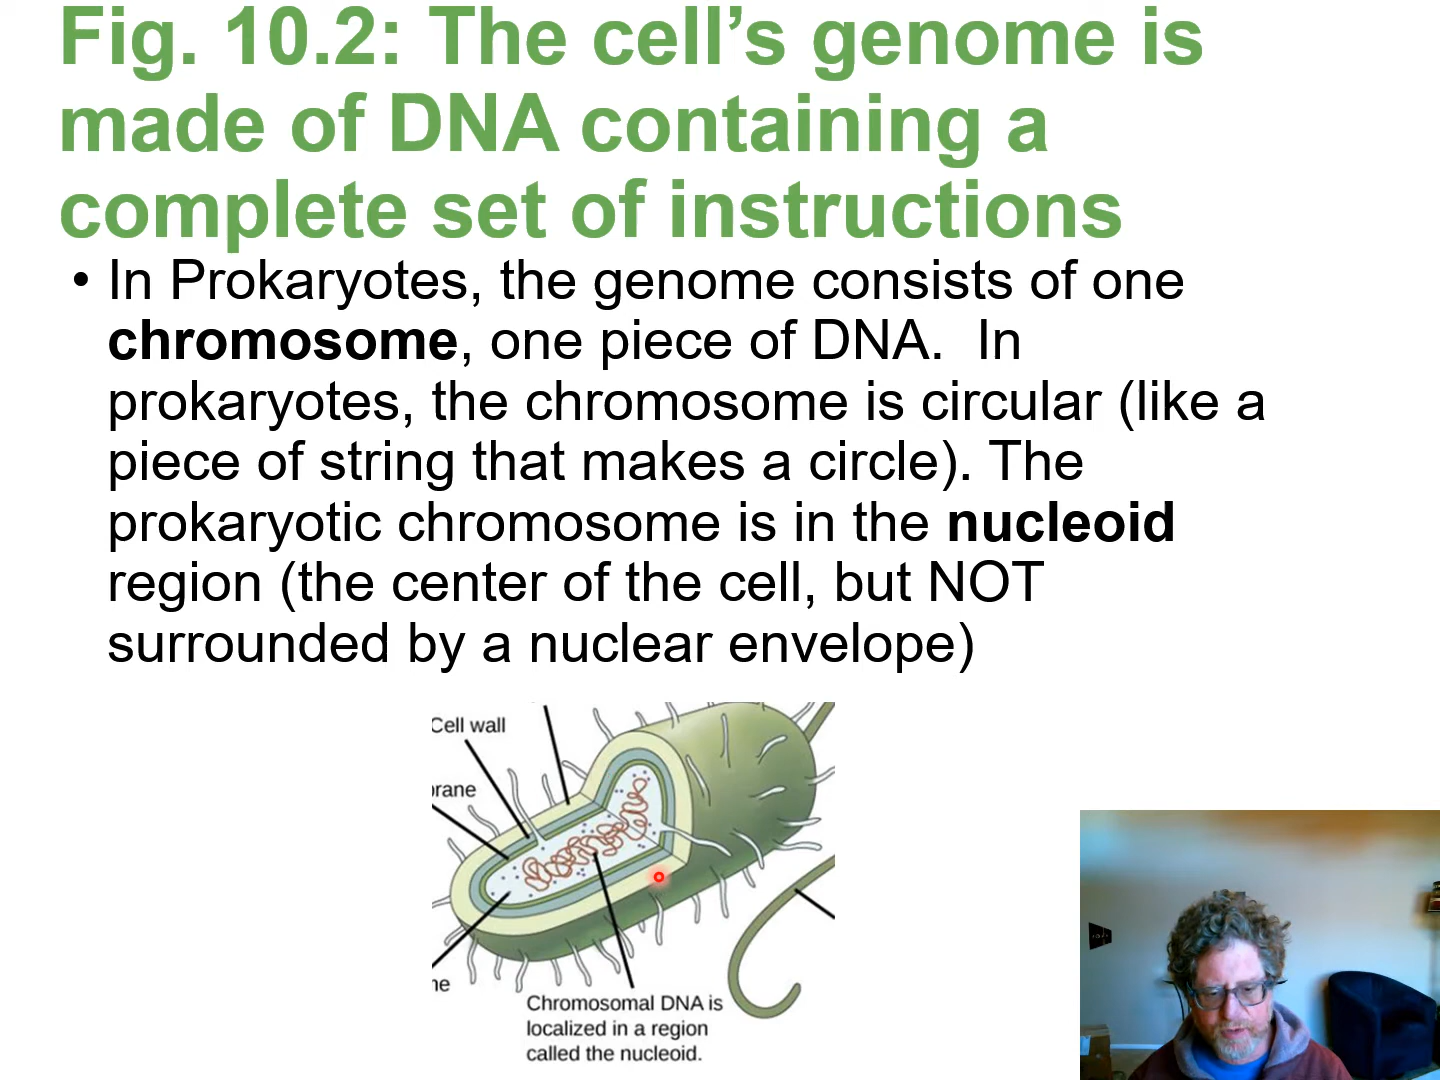 Fig. 10.2: The cell’s genome is
made of DNA containing a
complete set of instructions
• In Prokaryotes, the genome consists of one
chromosome, one piece of DNA.  In
prokaryotes, the chromosome is circular (like a
piece of string that makes a circle). The
prokaryotic chromosome is in the nucleoid
region (the center of the cell, but NOT
surrounded by a nuclear envelope)
Cell wall
rane
ne
Chromosomal DNA is
localized in a region
called the nucleoid.